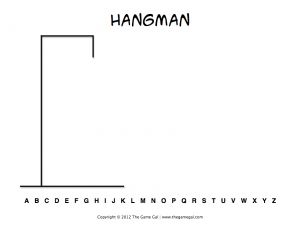 HANGMAN
A B C D E F G H I J K L M N O P Q R S T U V W X Y Z
Copyright © 2012 The Game Gal | www.thegamegal.com